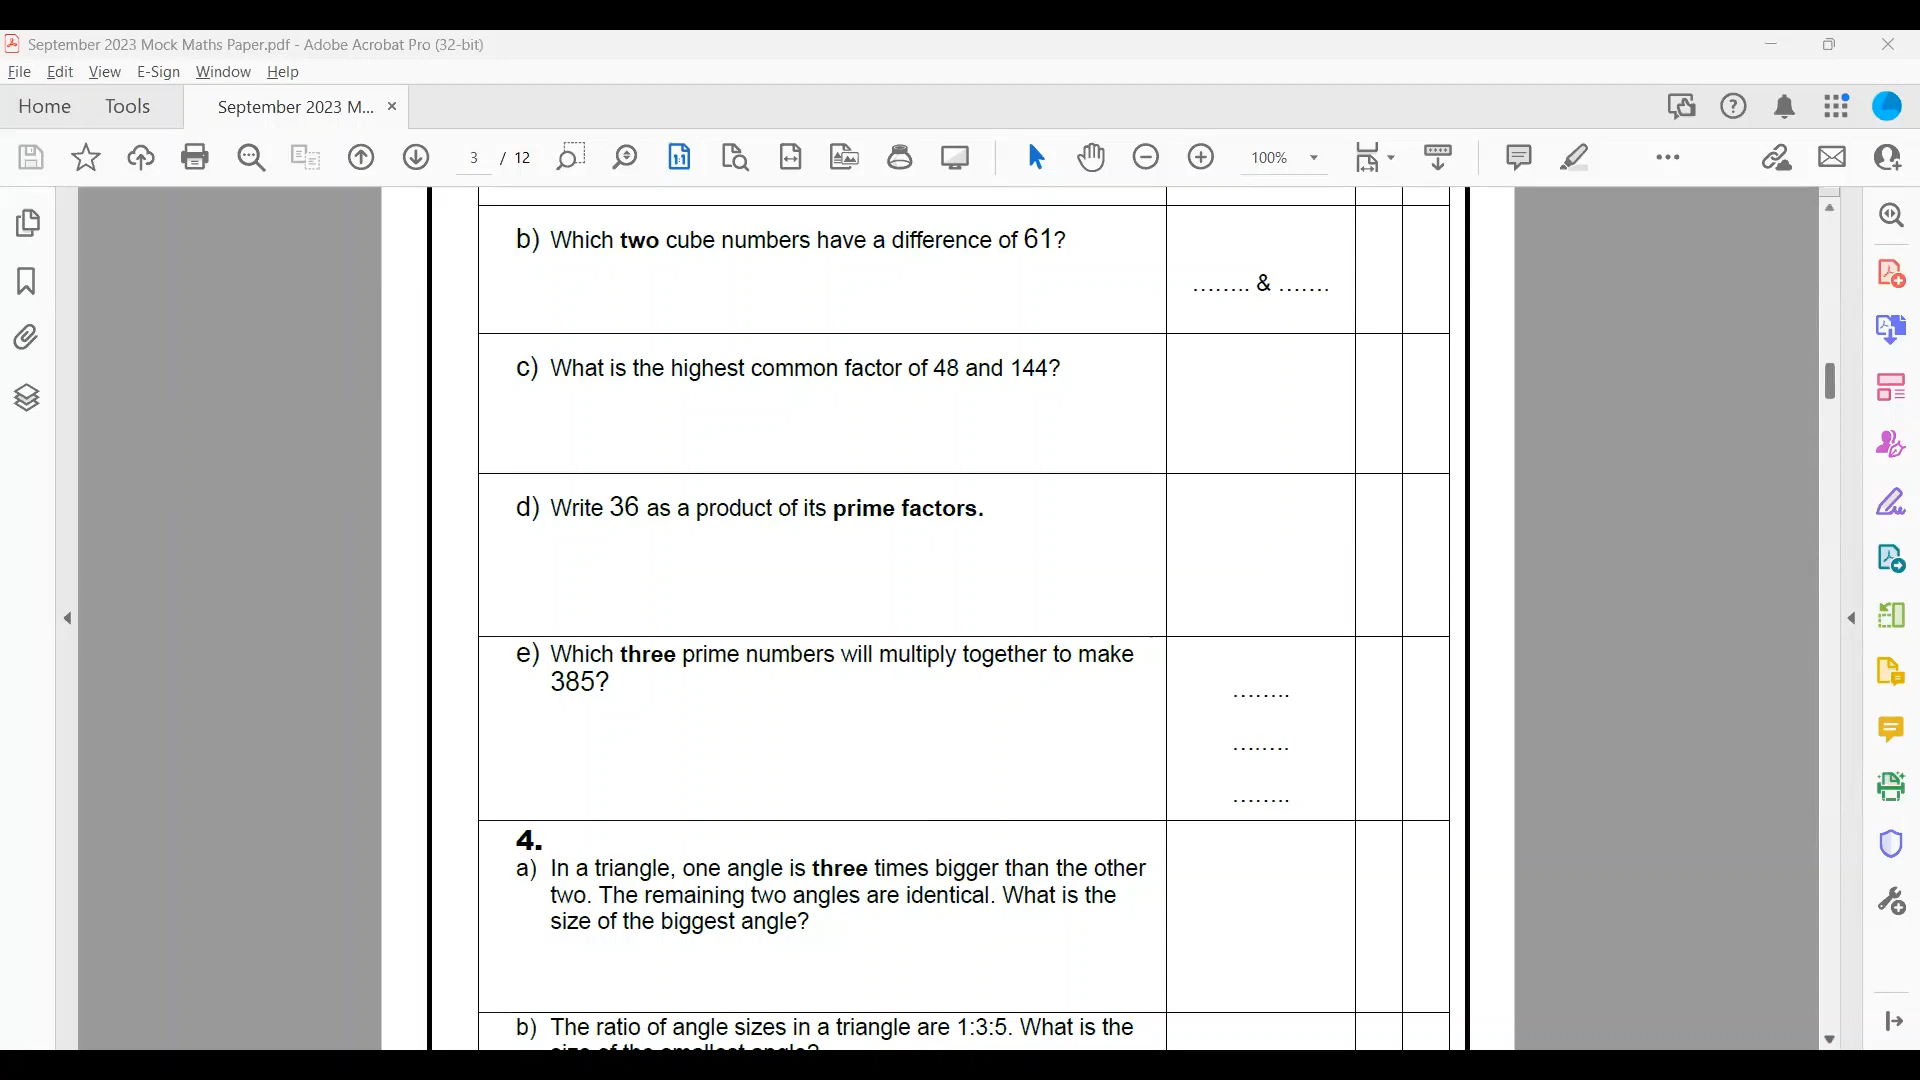 September 2023 Mock Maths Paper.pdf - Adobe Acrobat Pro (32-bit)
File Edit View E-Sign Window Help
Home Tools September 2023 M... ×
3 / 12 100%
b) Which two cube numbers have a difference of 61?
........ & .......
c) What is the highest common factor of 48 and 144?
d) Write 36 as a product of its prime factors.
e) Which three prime numbers will multiply together to make
385?
........
........
........
4.
a) In a triangle, one angle is three times bigger than the other
two. The remaining two angles are identical. What is the
size of the biggest angle?
b) The ratio of angle sizes in a triangle are 1:3:5. What is the
size of the smallest angle?